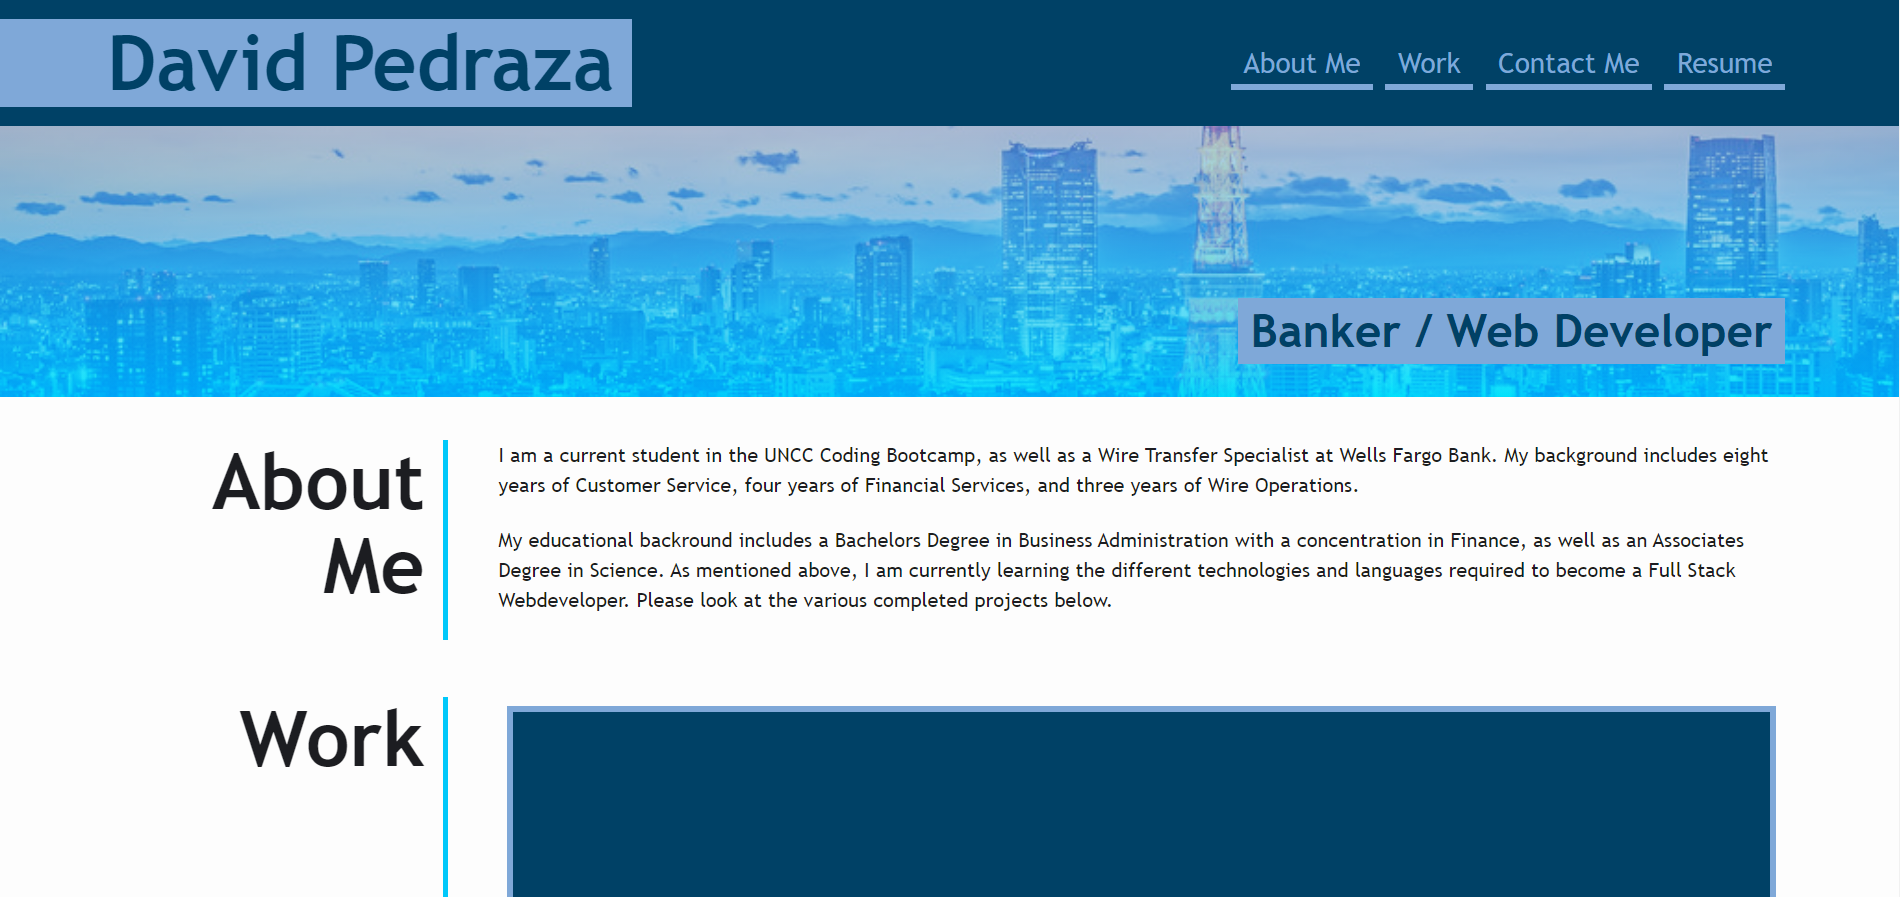 David Pedraza
About Me Work Contact Me Resume
Banker / Web Developer
About
Me
I am a current student in the UNCC Coding Bootcamp, as well as a Wire Transfer Specialist at Wells Fargo Bank. My background includes eight
years of Customer Service, four years of Financial Services, and three years of Wire Operations.
My educational backround includes a Bachelors Degree in Business Administration with a concentration in Finance, as well as an Associates
Degree in Science. As mentioned above, I am currently learning the different technologies and languages required to become a Full Stack
Webdeveloper. Please look at the various completed projects below.
Work